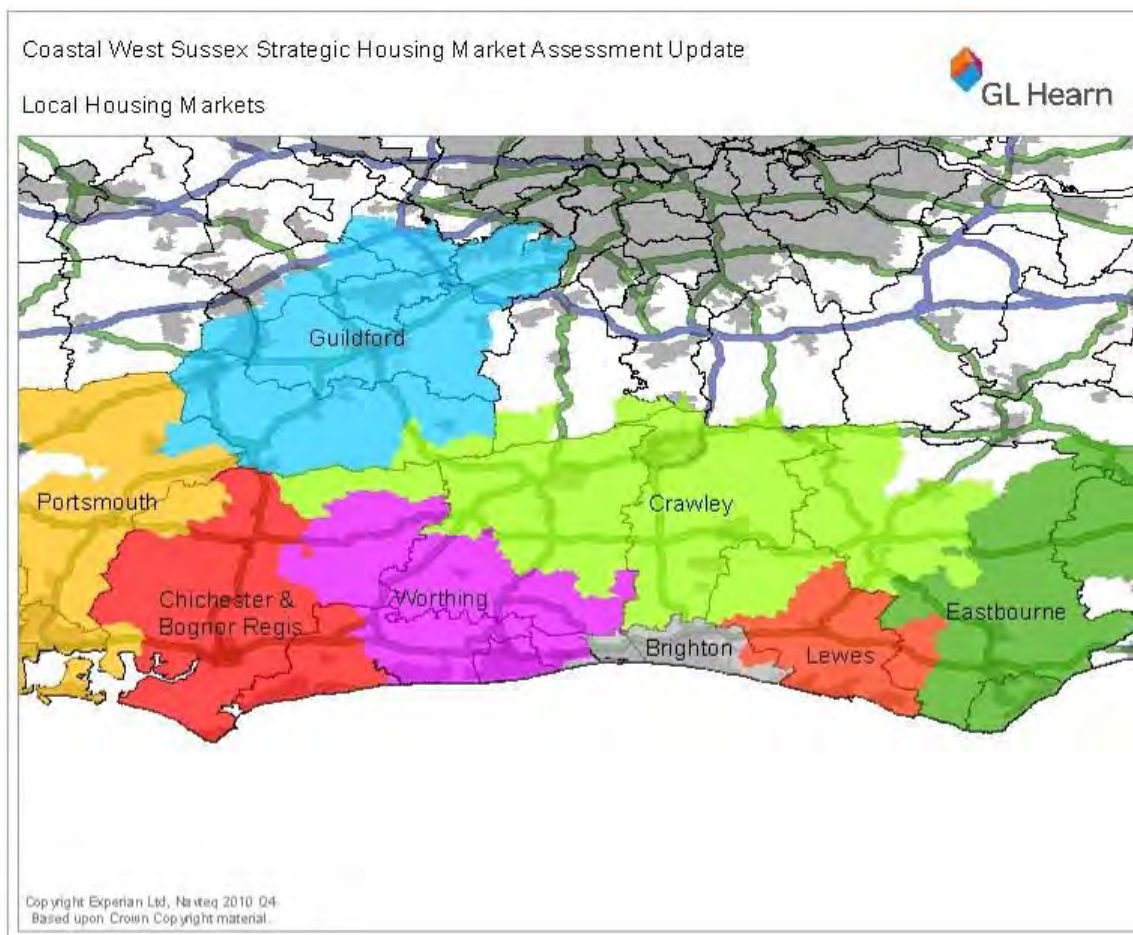 Coastal West Sussex Strategic Housing Market Assessment Update
Local Housing Markets
GL Hearn
Guildford
Portsmouth
Crawley
Chichester &
Bognor Regis
Worthing
Brighton
Lewes
Eastbourne
Copyright Experian Ltd, Navteq 2010 Q4
Based upon Crown Copyright material.